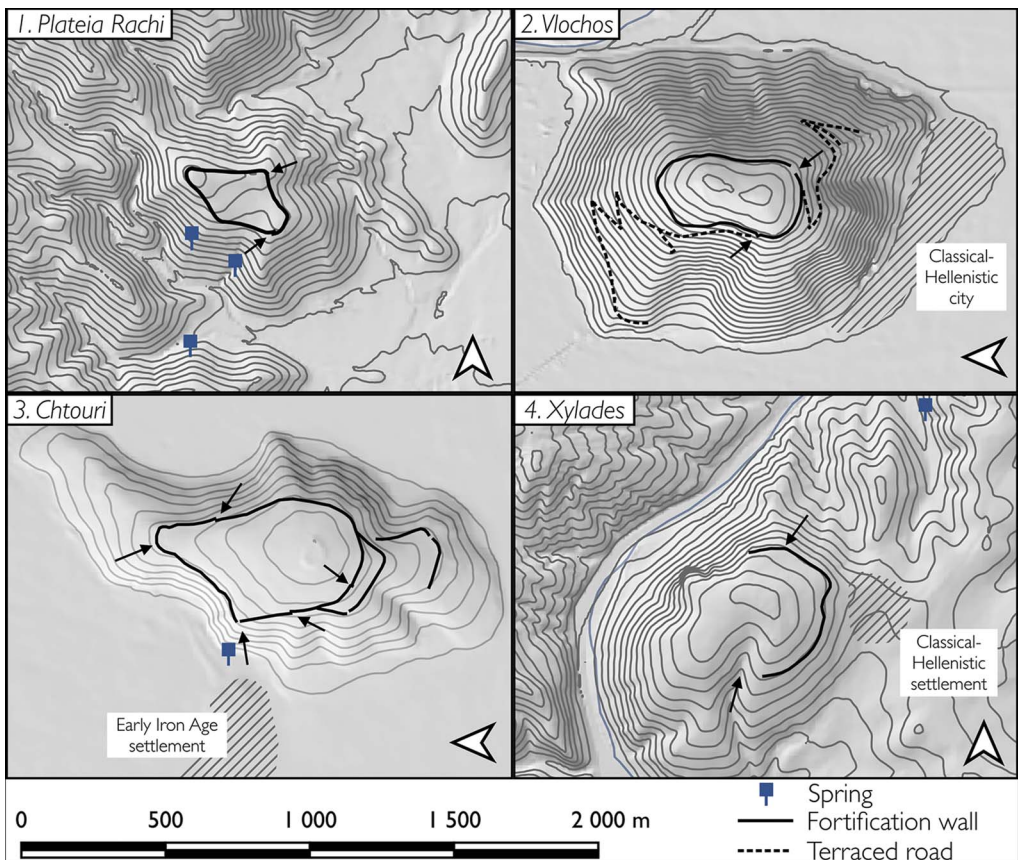 1. Plateia Rachi
2. Vlochos
Classical-
Hellenistic
city
3. Chtouri
Early Iron Age
settlement
4. Xylades
Classical-
Hellenistic
settlement
0 500 1 000 1 500 2 000 m
Spring
Fortification wall
Terraced road